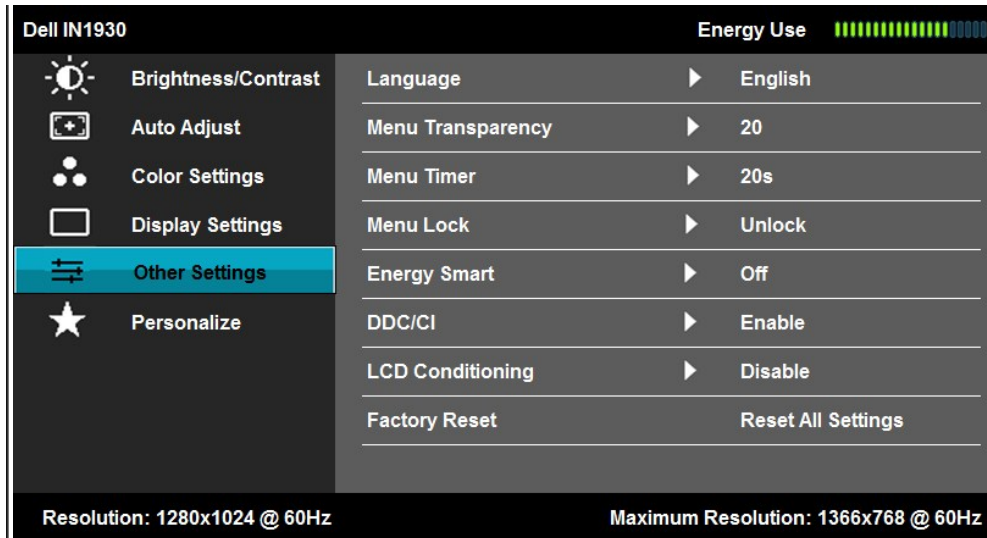 Dell IN1930 Energy Use
Brightness/Contrast Language English
Auto Adjust Menu Transparency 20
Color Settings Menu Timer 20s
Display Settings Menu Lock Unlock
Other Settings Energy Smart Off
Personalize DDC/CI Enable
LCD Conditioning Disable
Factory Reset Reset All Settings
Resolution: 1280x1024 @ 60Hz Maximum Resolution: 1366x768 @ 60Hz